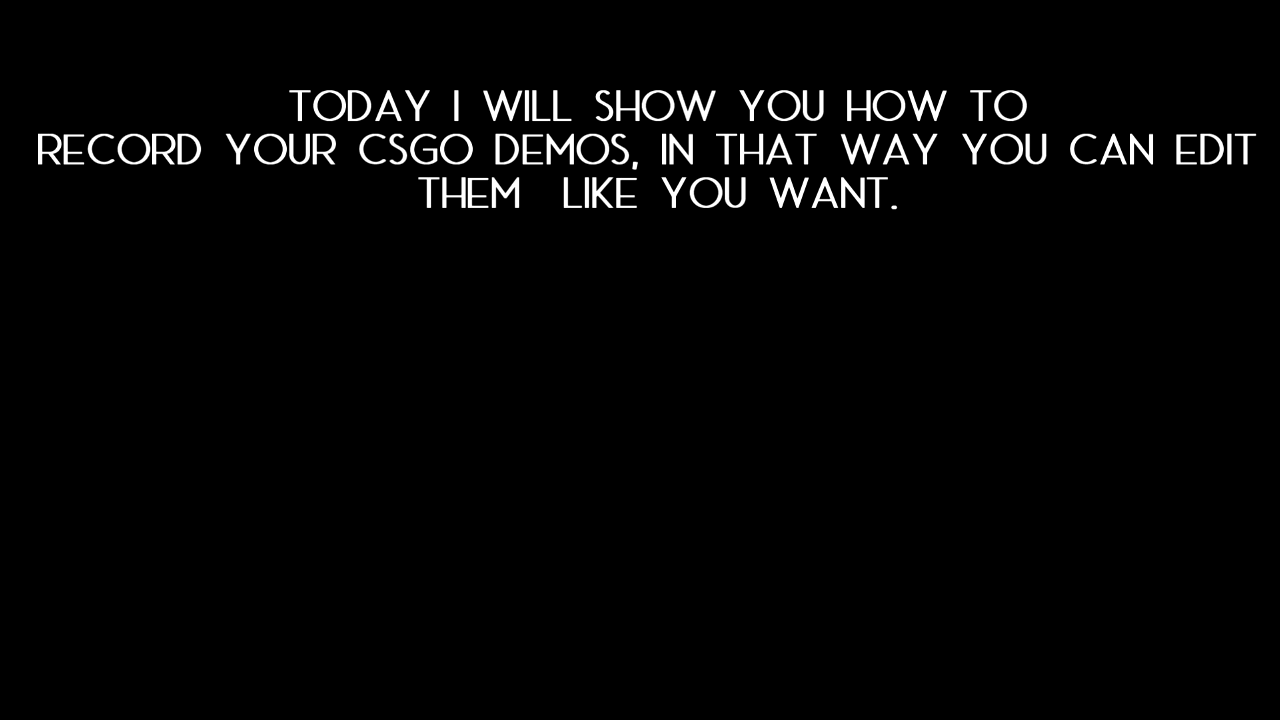 TODAY I WILL SHOW YOU HOW TO
RECORD YOUR CSGO DEMOS, IN THAT WAY YOU CAN EDIT
THEM LIKE YOU WANT.